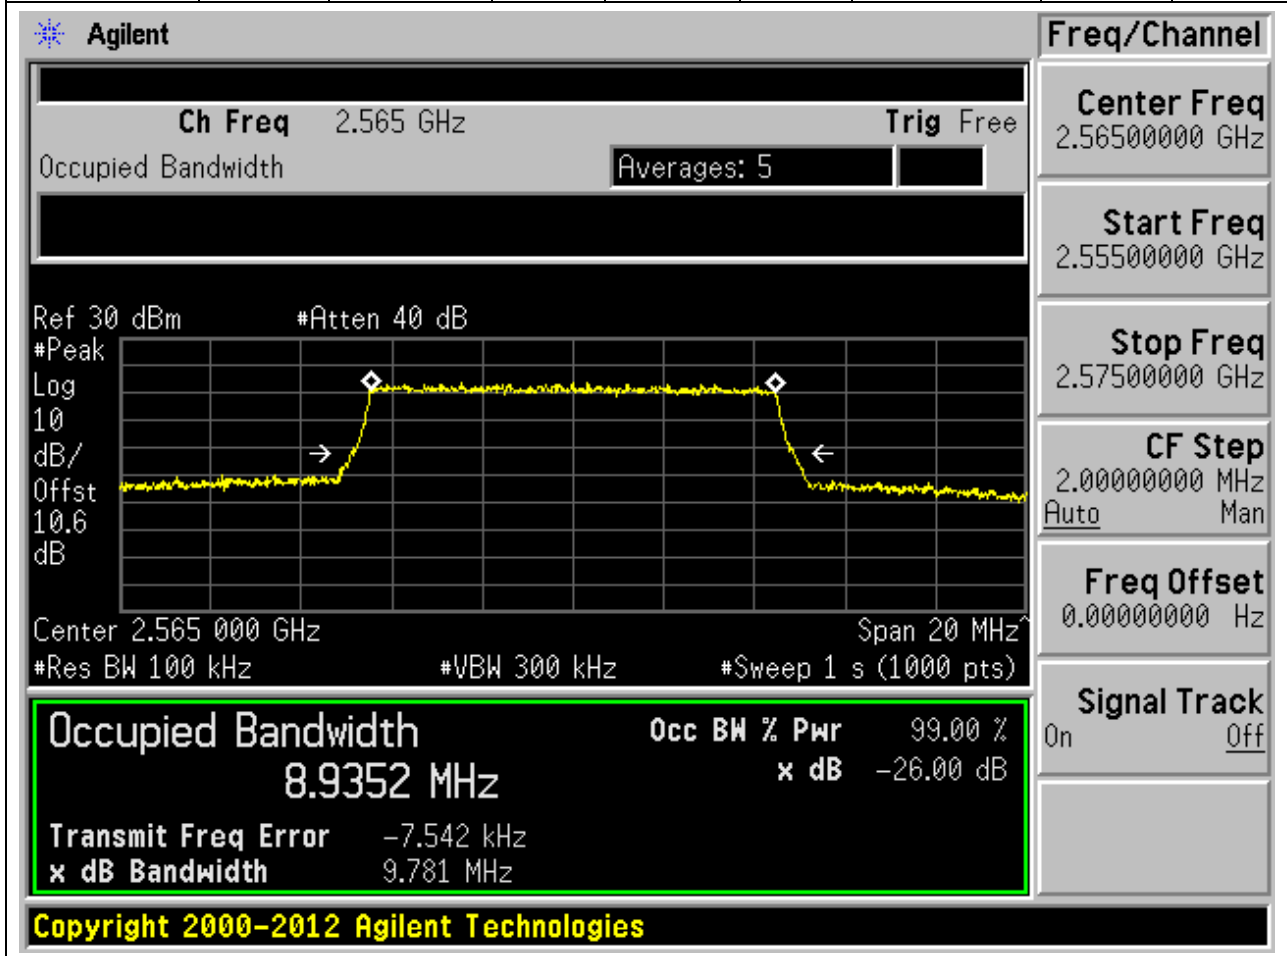 Agilent
Freq/Channel
Ch Freq 2.565 GHz Trig Free
Occupied Bandwidth Averages: 5
Center Freq
2.56500000 GHz
Start Freq
2.55500000 GHz
Stop Freq
2.57500000 GHz
CF Step
2.00000000 MHz
Auto Man
Freq Offset
0.00000000 Hz
Signal Track
On Off
Ref 30 dBm #Atten 40 dB
#Peak
Log
10
dB/
Offst
10.6
dB
Center 2.565 000 GHz Span 20 MHz^
#Res BW 100 kHz #VBW 300 kHz #Sweep 1 s (1000 pts)
Occupied Bandwidth Occ BW % Pwr 99.00 %
8.9352 MHz x dB -26.00 dB
Transmit Freq Error -7.542 kHz
x dB Bandwidth 9.781 MHz
Copyright 2000-2012 Agilent Technologies